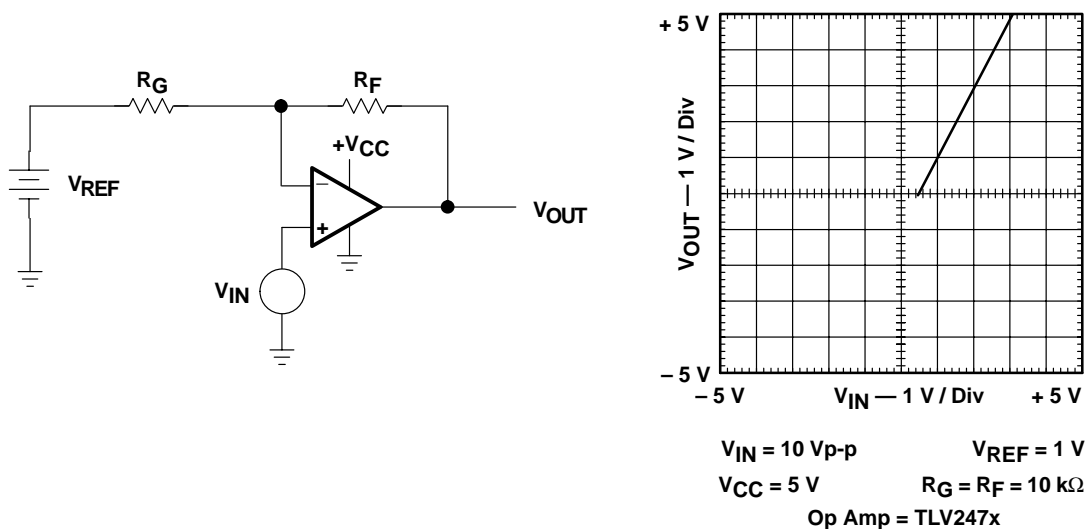 RG
RF
+VCC
VREF
–
+
VOUT
VIN
+ 5 V
VOUT — 1 V / Div
– 5 V
– 5 V
VIN — 1 V / Div
+ 5 V
VIN = 10 Vp-p
VREF = 1 V
VCC = 5 V
RG = RF = 10 kΩ
Op Amp = TLV247x